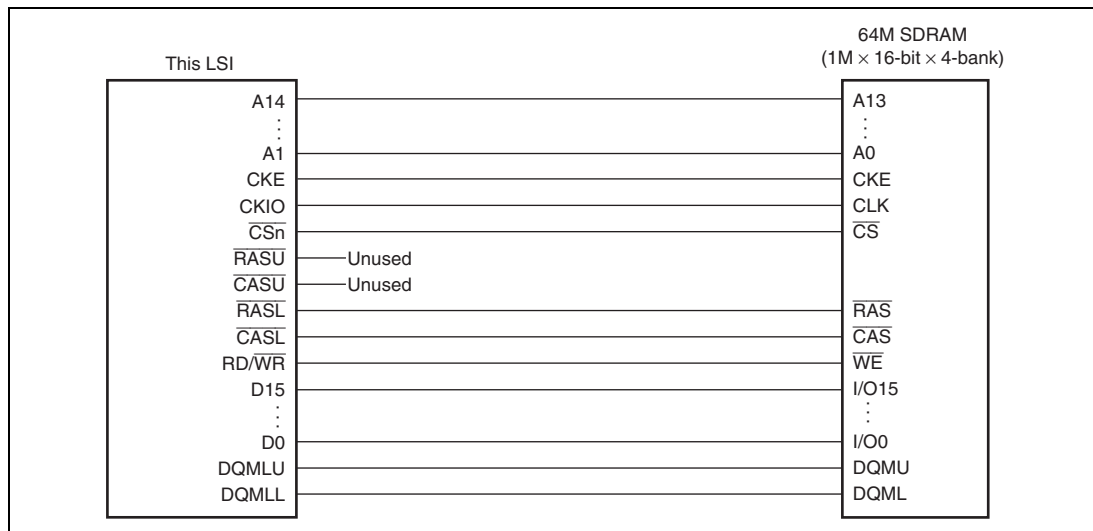 64M SDRAM
(1M × 16-bit × 4-bank)
This LSI
A14 A13
A1 A0
CKE CKE
CKIO CLK
CSn CS
RASU Unused
CASU Unused
RASL RAS
CASL CAS
RD/WR WE
D15 I/O15
D0 I/O0
DQMLU DQMU
DQMLL DQML